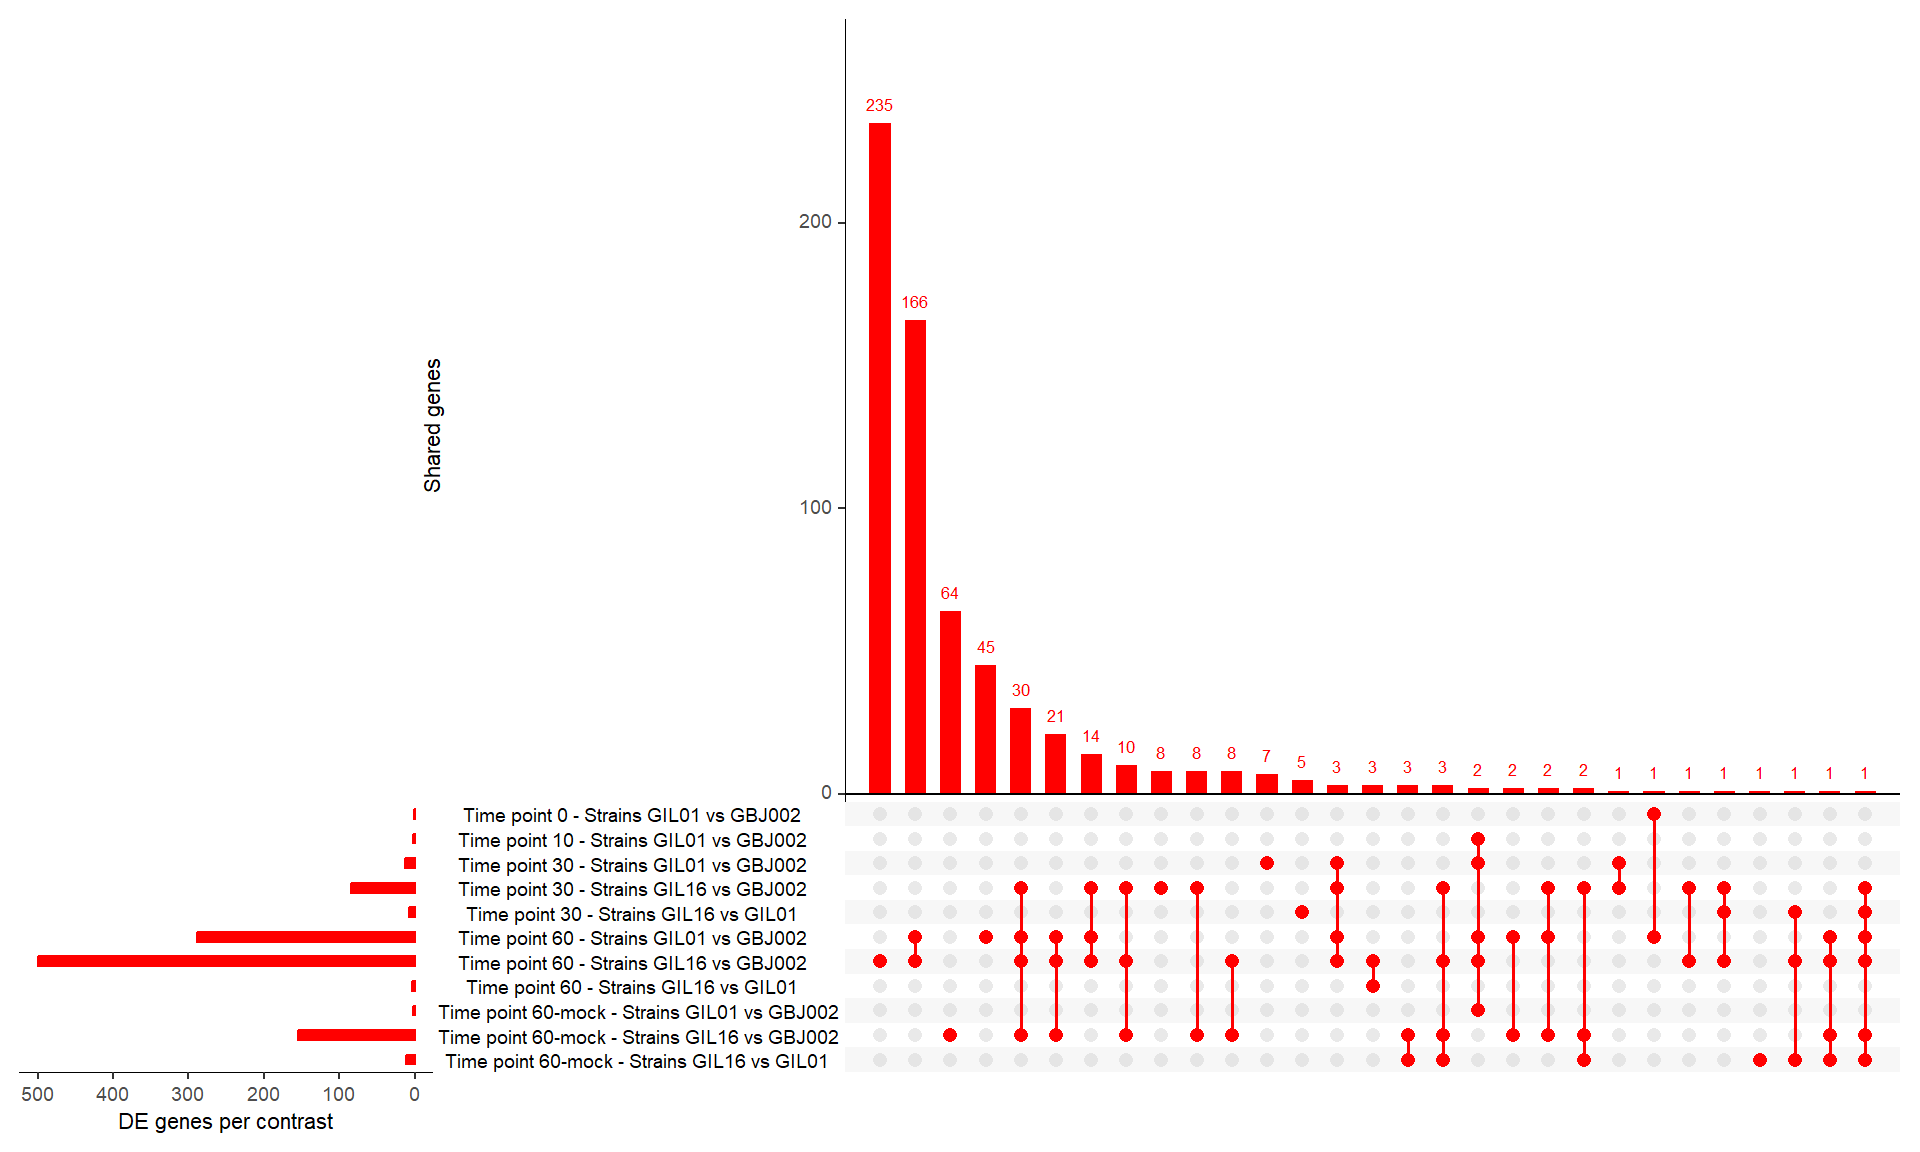 235
200
166
Shared genes
100
64
45
30
21
14
10
8
8
8
7
5
3
3
3
3
2
2
2
2
1
1
1
1
1
1
1
1
0
Time point 0 - Strains GIL01 vs GBJ002
Time point 10 - Strains GIL01 vs GBJ002
Time point 30 - Strains GIL01 vs GBJ002
Time point 30 - Strains GIL16 vs GBJ002
Time point 30 - Strains GIL16 vs GIL01
Time point 60 - Strains GIL01 vs GBJ002
Time point 60 - Strains GIL16 vs GBJ002
Time point 60 - Strains GIL16 vs GIL01
Time point 60-mock - Strains GIL01 vs GBJ002
Time point 60-mock - Strains GIL16 vs GBJ002
Time point 60-mock - Strains GIL16 vs GIL01
500 400 300 200 100 0
DE genes per contrast